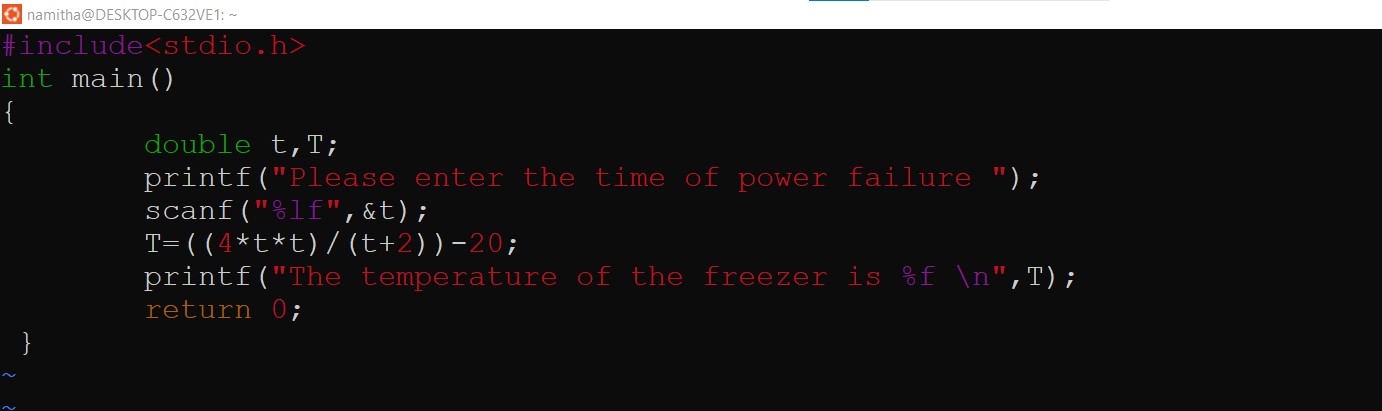 namitha@DESKTOP-C632VE1: ~
#include<stdio.h>
int main()
{
        double t,T;
        printf("Please enter the time of power failure ");
        scanf("%lf",&t);
        T=((4*t*t)/(t+2))-20;
        printf("The temperature of the freezer is %f \n",T);
        return 0;
 }
~
~